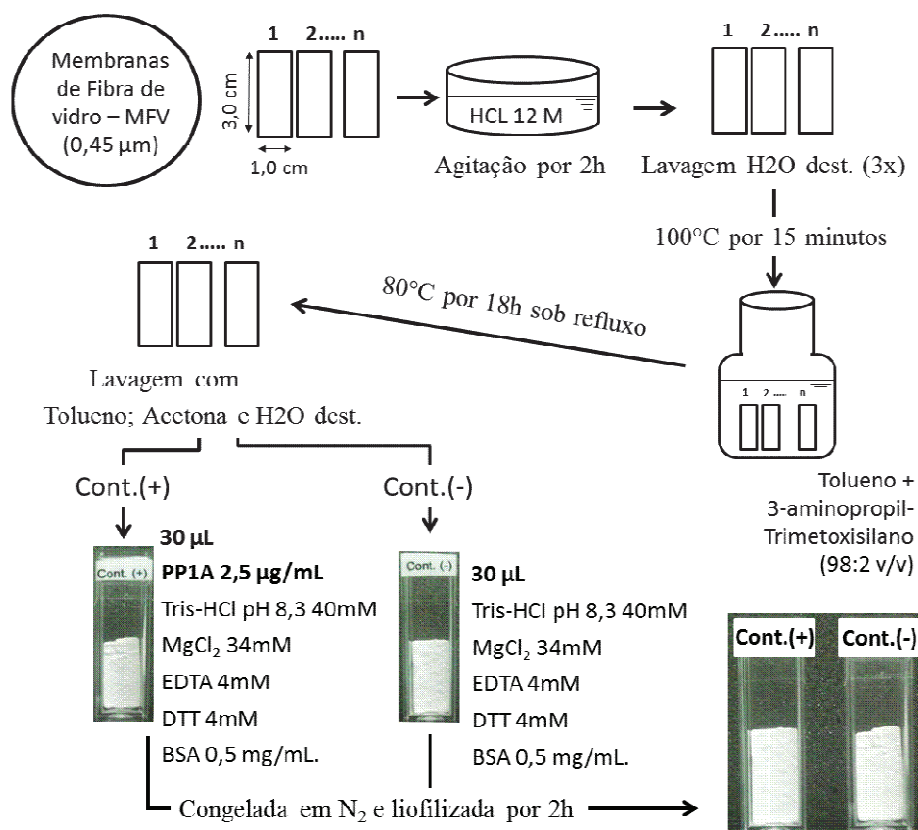 Membranas
de Fibra de
vidro – MFV
(0,45 µm)
1 2..... n
3,0 cm
1,0 cm
HCL 12 M
Agitação por 2h
1 2..... n
Lavagem H2O dest. (3x)
100°C por 15 minutos
1 2 ..... n
Tolueno +
3-aminopropil-
Trimetoxisilano
(98:2 v/v)
80°C por 18h sob refluxo
1 2..... n
Lavagem com
Tolueno; Acetona e H2O dest.
Cont.(+)
Cont. (+)
30 µL
PP1A 2,5 µg/mL
Tris-HCl pH 8,3 40mM
MgCl₂ 34mM
EDTA 4mM
DTT 4mM
BSA 0,5 mg/mL.
Cont.(-)
Cont. (-)
30 µL
Tris-HCl pH 8,3 40mM
MgCl₂ 34mM
EDTA 4mM
DTT 4mM
BSA 0,5 mg/mL.
Congelada em N₂ e liofilizada por 2h
Cont.(+) Cont.(-)